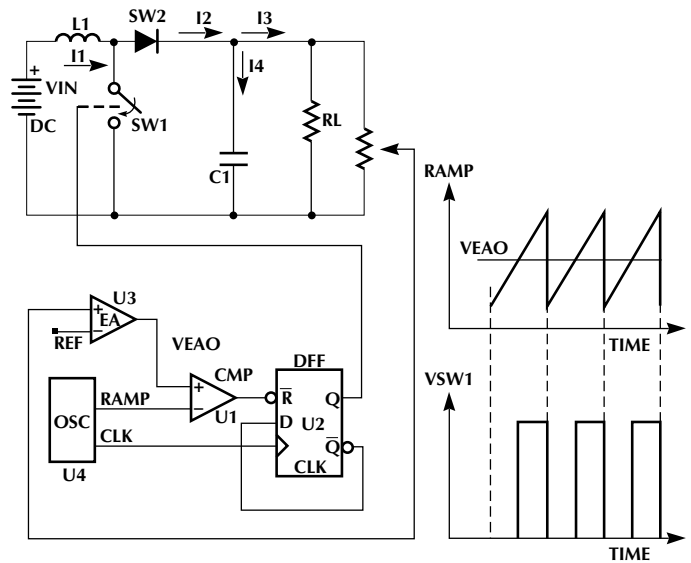 L1
SW2
I2
I3
I1
I4
+
VIN
DC
SW1
RL
C1
RAMP
VEAO
TIME
U3
+
EA
−
REF
VEAO
DFF
CMP
+
−
U1
R
Q
D
U2
Q
CLK
OSC
RAMP
CLK
U4
VSW1
TIME